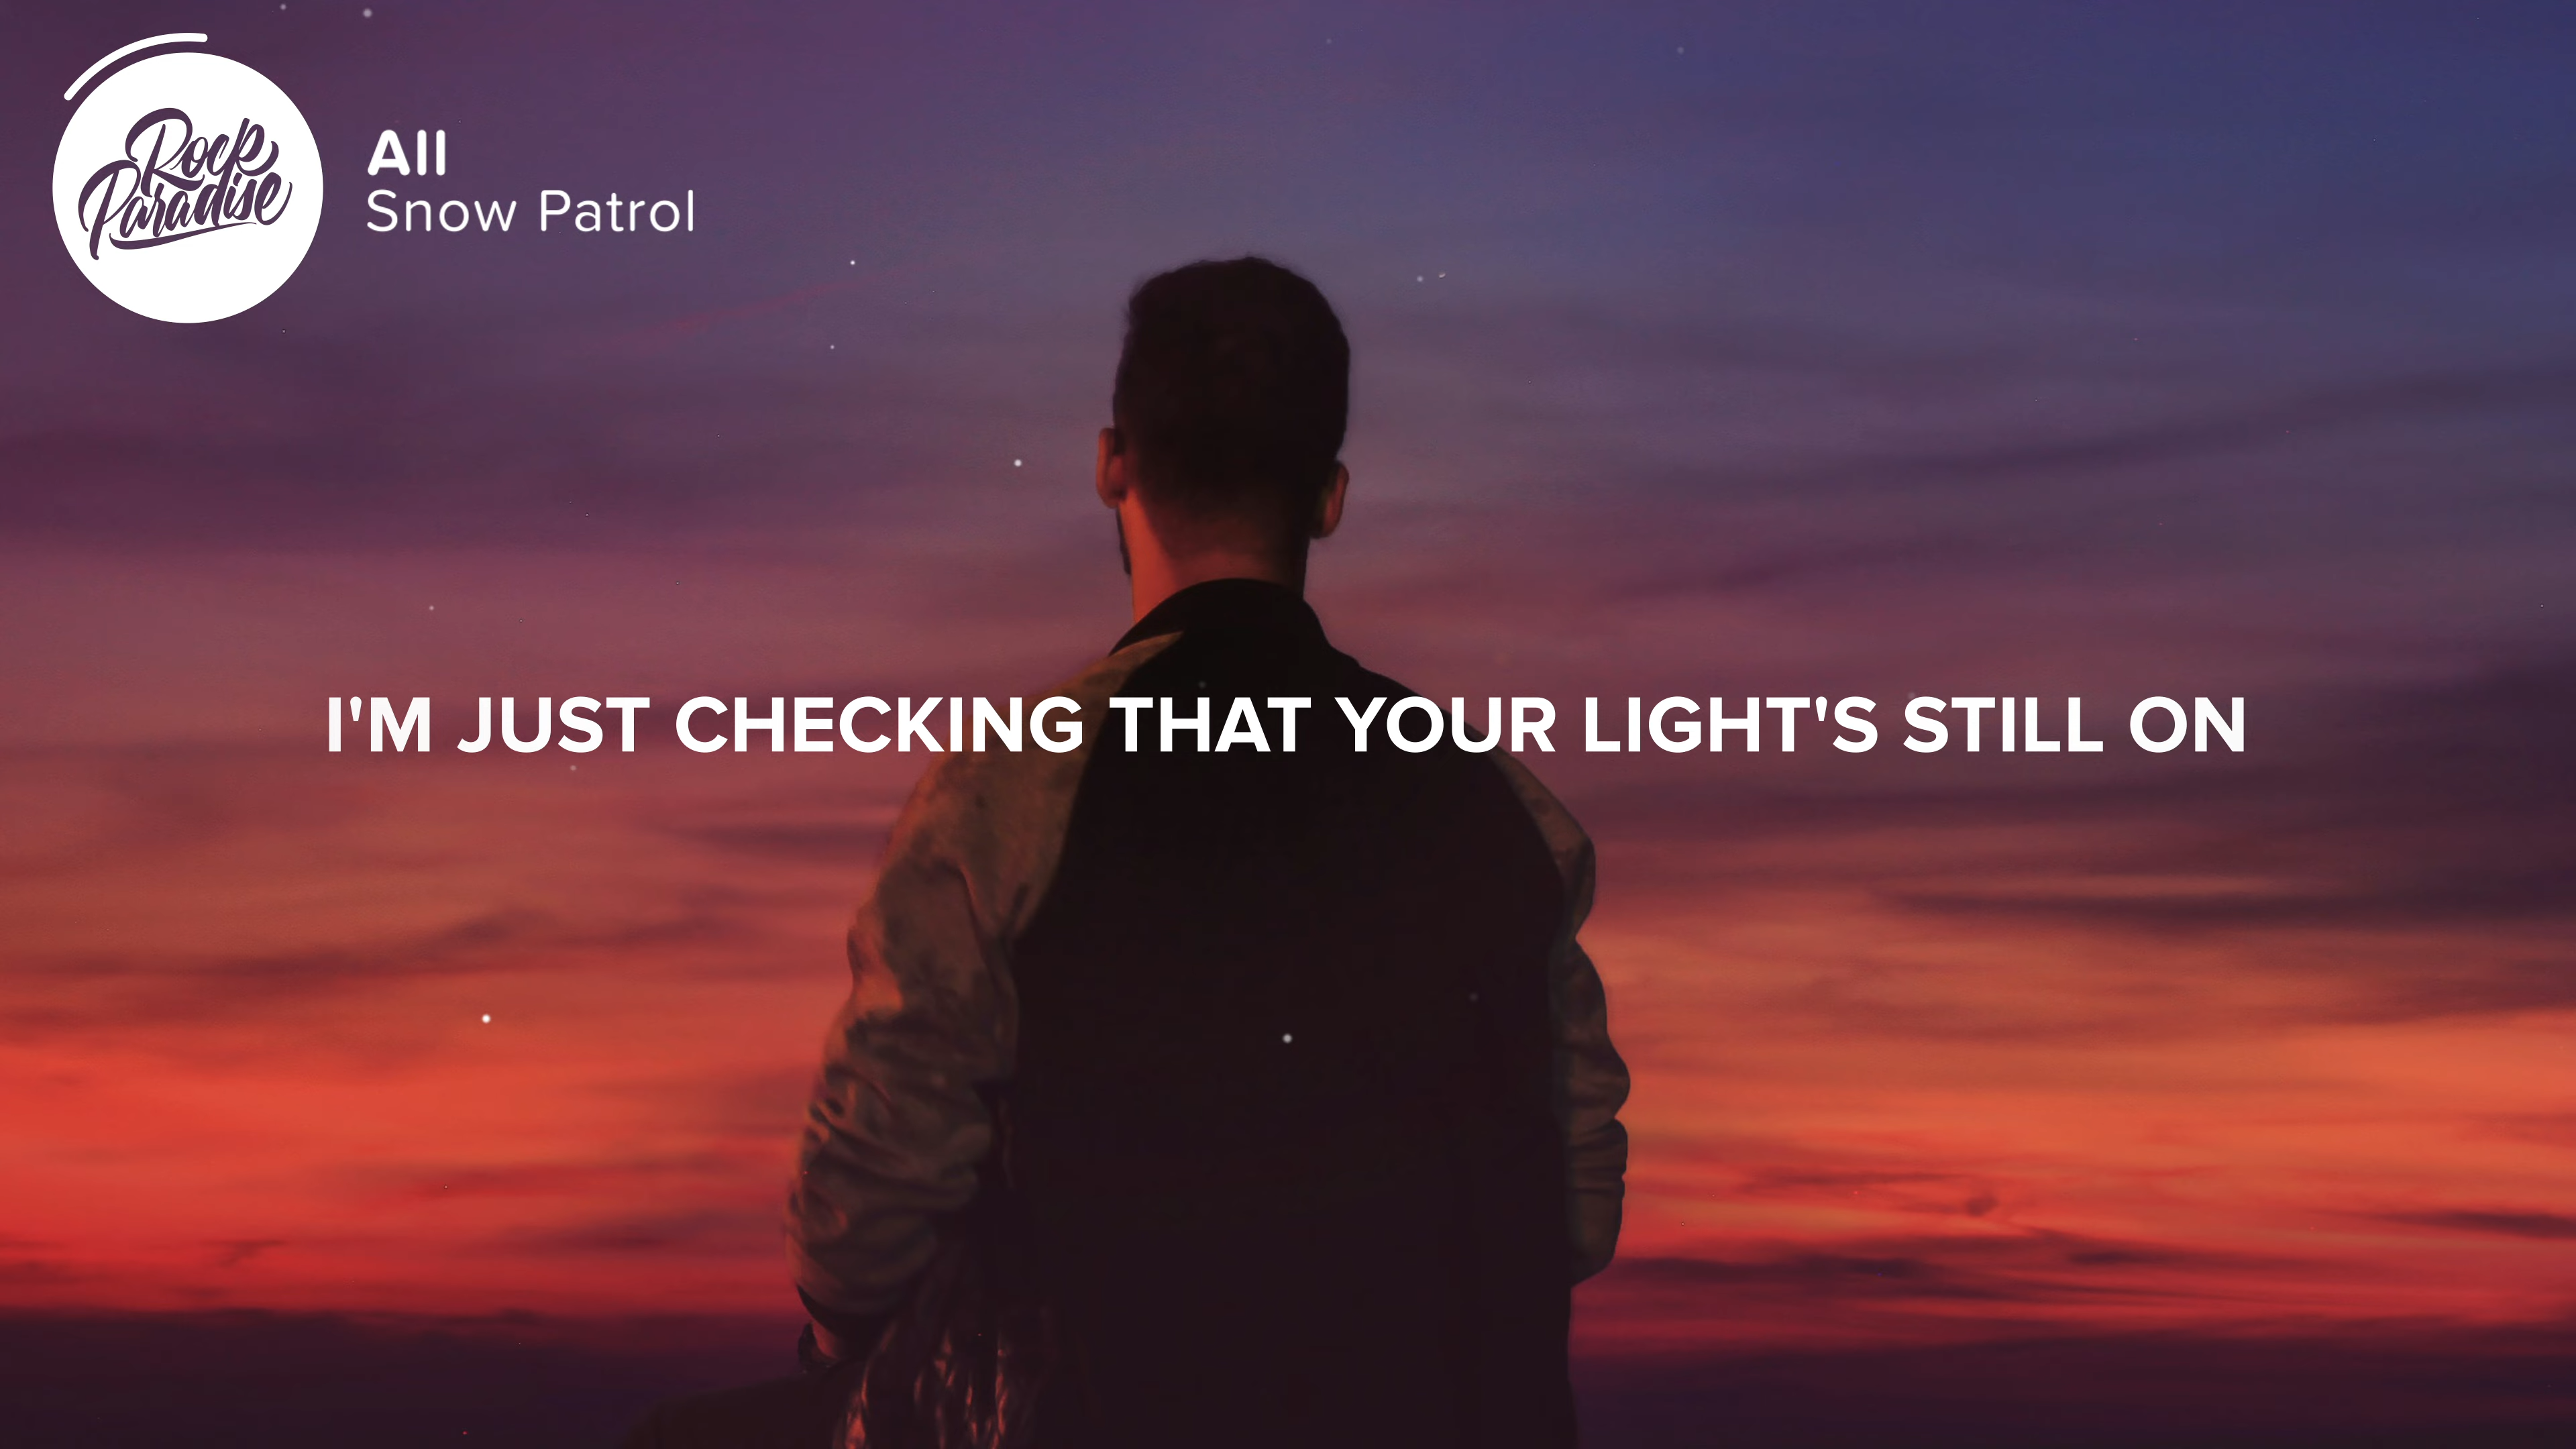 Rock
Paradise
All
Snow Patrol
I'M JUST CHECKING THAT YOUR LIGHT'S STILL ON